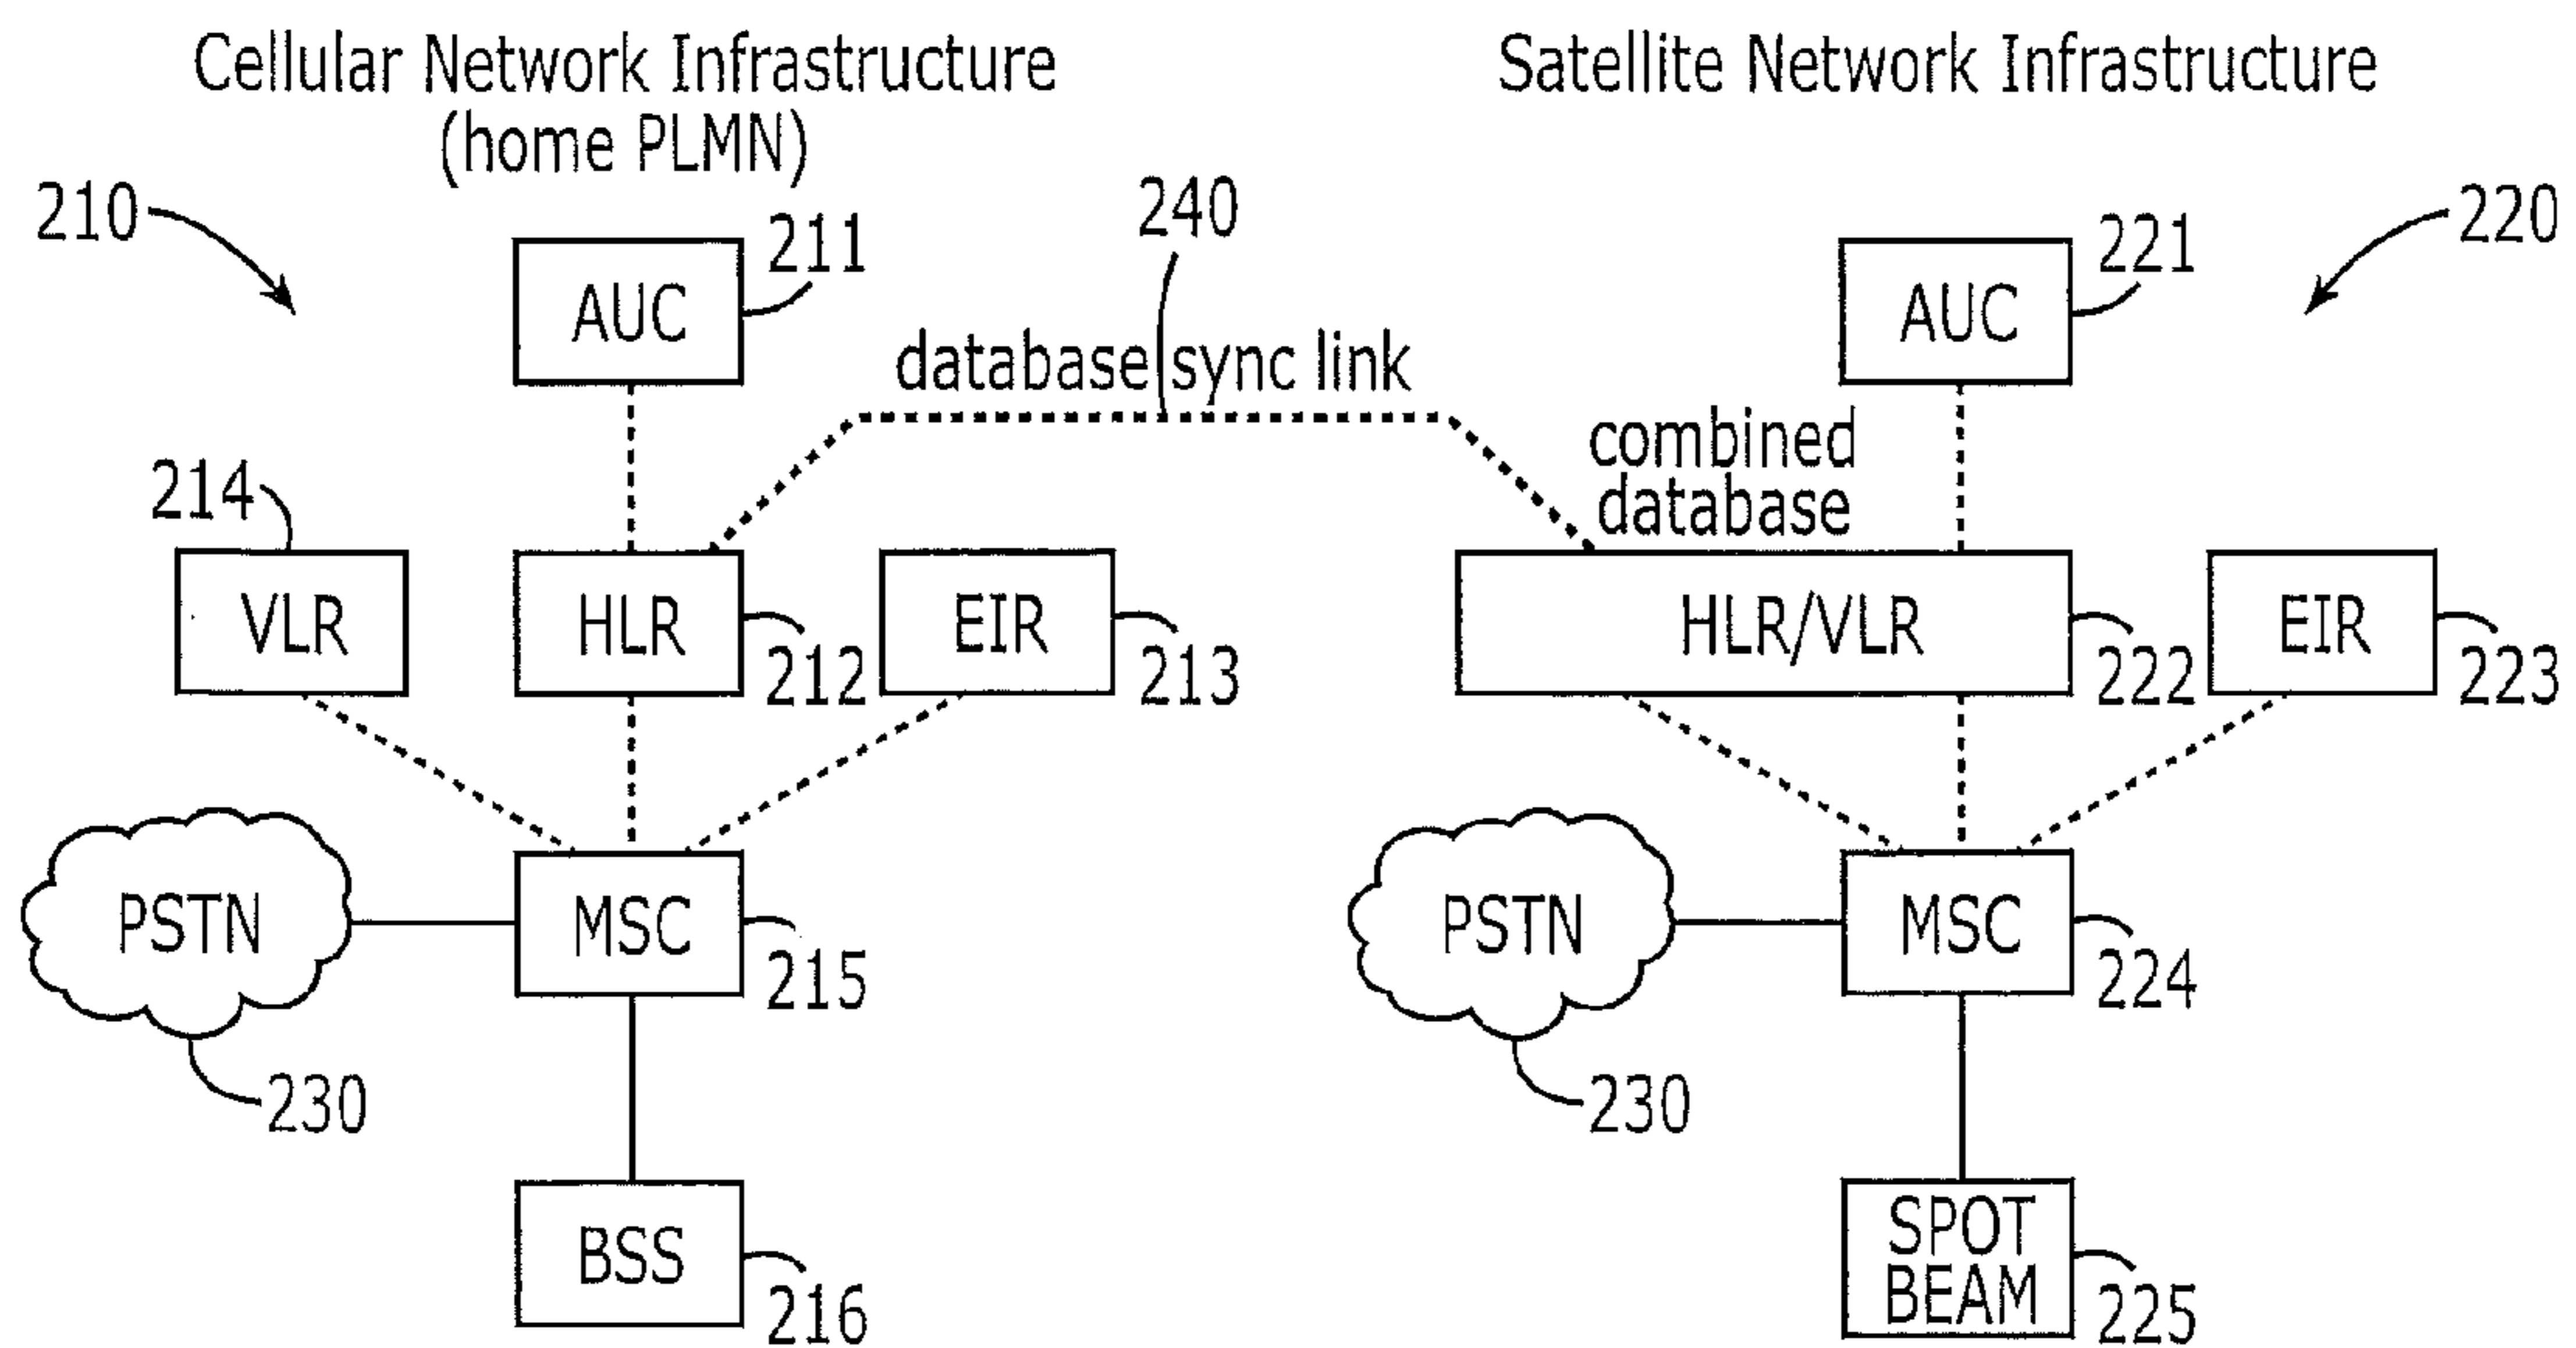 Cellular Network Infrastructure
(home PLMN)
Satellite Network Infrastructure
210
211
240
221
220
AUC
AUC
database sync link
combined
database
214
VLR
HLR
EIR
HLR/VLR
EIR
212
213
222
223
PSTN
MSC
PSTN
MSC
215
224
230
230
BSS
SPOT
BEAM
216
225